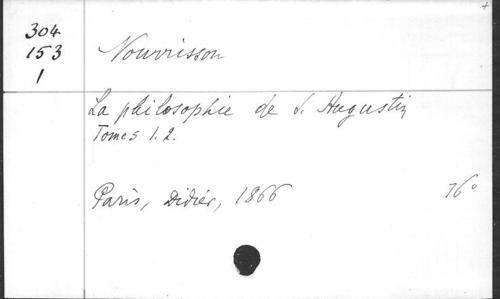 304
153
1
Nourrisson
La philosophie de S. Augustin
Tomes 1. 2.
Paris, Didier, 1866
16°